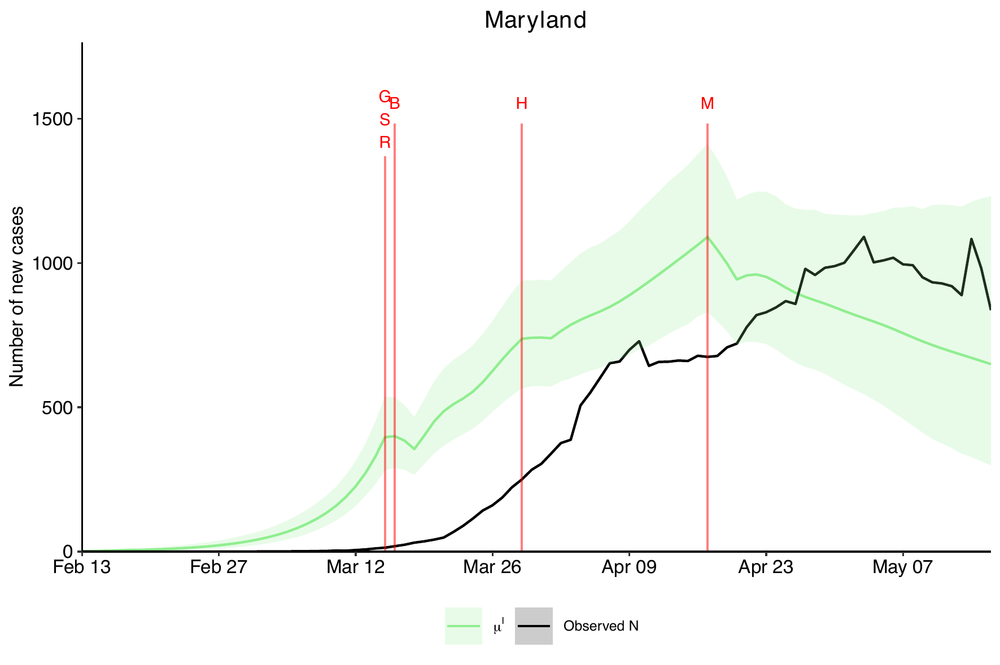 Maryland
Number of new cases
1500
1000
500
0
G
S
R
B
H
M
Feb 13
Feb 27
Mar 12
Mar 26
Apr 09
Apr 23
May 07
μᴵ
Observed N